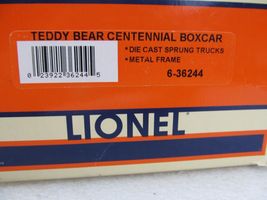 TEDDY BEAR CENTENNIAL BOXCAR
• DIE CAST SPRUNG TRUCKS
• METAL FRAME
0 23922 36244 5
6-36244
LIONEL